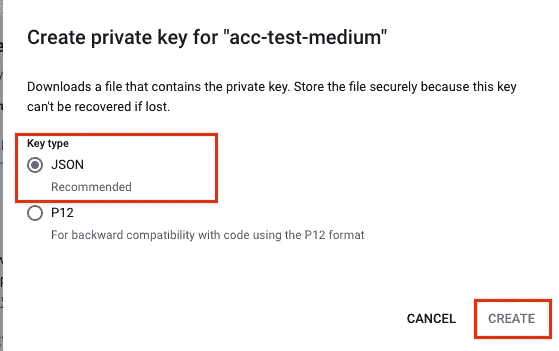 Create private key for "acc-test-medium"
Downloads a file that contains the private key. Store the file securely because this key
can't be recovered if lost.
Key type
JSON
Recommended
P12
For backward compatibility with code using the P12 format
CANCEL
CREATE